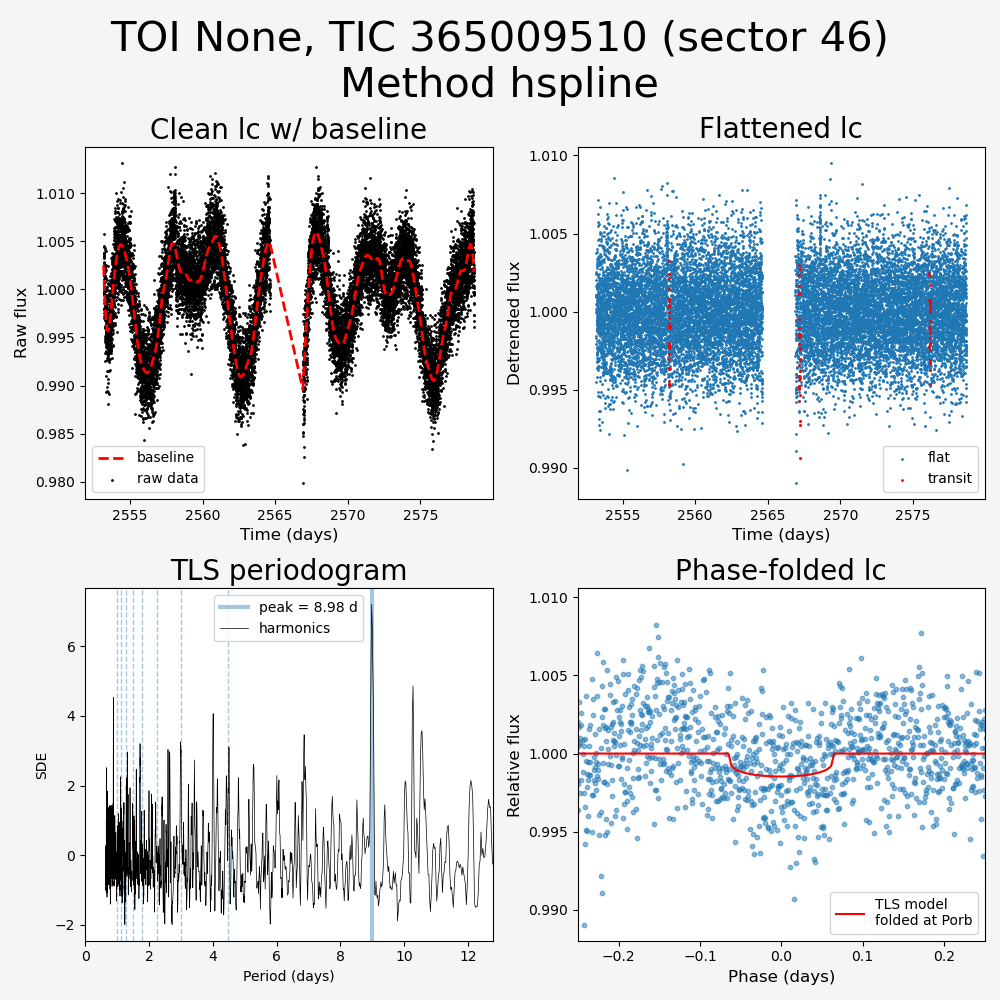 TOI None, TIC 365009510 (sector 46)
Method hspline
Clean lc w/ baseline
Raw flux
1.010
1.005
1.000
0.995
0.990
0.985
0.980
baseline
raw data
2555 2560 2565 2570 2575
Time (days)
Flattened lc
Detrended flux
1.010
1.005
1.000
0.995
0.990
flat
transit
2555 2560 2565 2570 2575
Time (days)
TLS periodogram
SDE
6
4
2
0
−2
peak = 8.98 d
harmonics
0 2 4 6 8 10 12
Period (days)
Phase-folded lc
Relative flux
1.010
1.005
1.000
0.995
0.990
TLS model
folded at Porb
−0.2 −0.1 0.0 0.1 0.2
Phase (days)